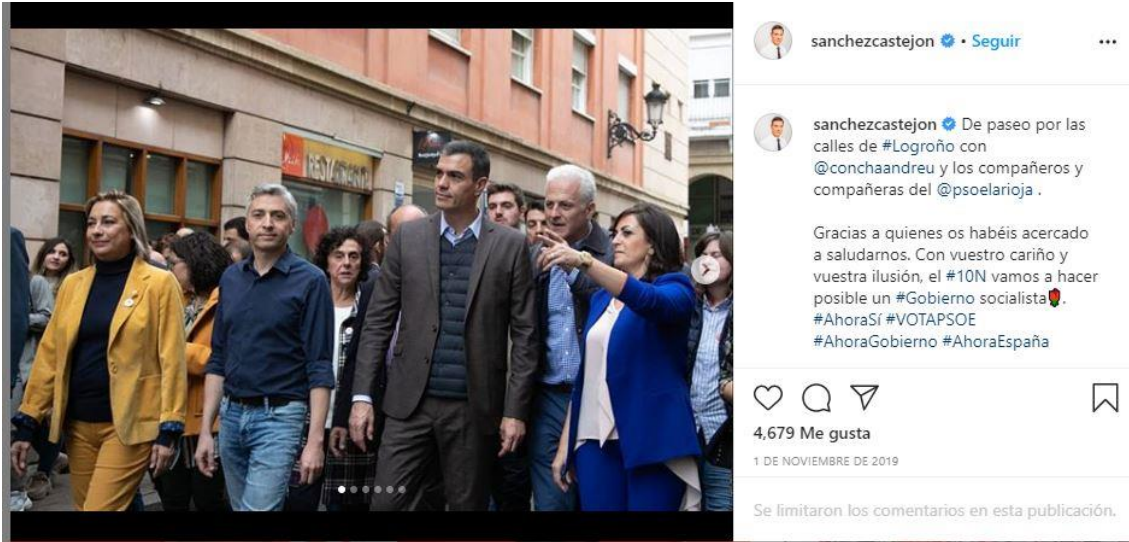 RESTAURANTE
sanchezcastejon • Seguir
sanchezcastejon De paseo por las
calles de #Logroño con
@conchaandreu y los compañeros y
compañeras del @psoelarioja .
Gracias a quienes os habéis acercado
a saludarnos. Con vuestro cariño y
vuestra ilusión, el #10N vamos a hacer
posible un #Gobierno socialista🌹.
#AhoraSí #VOTAPSOE
#AhoraGobierno #AhoraEspaña
4,679 Me gusta
1 DE NOVIEMBRE DE 2019
Se limitaron los comentarios en esta publicación.